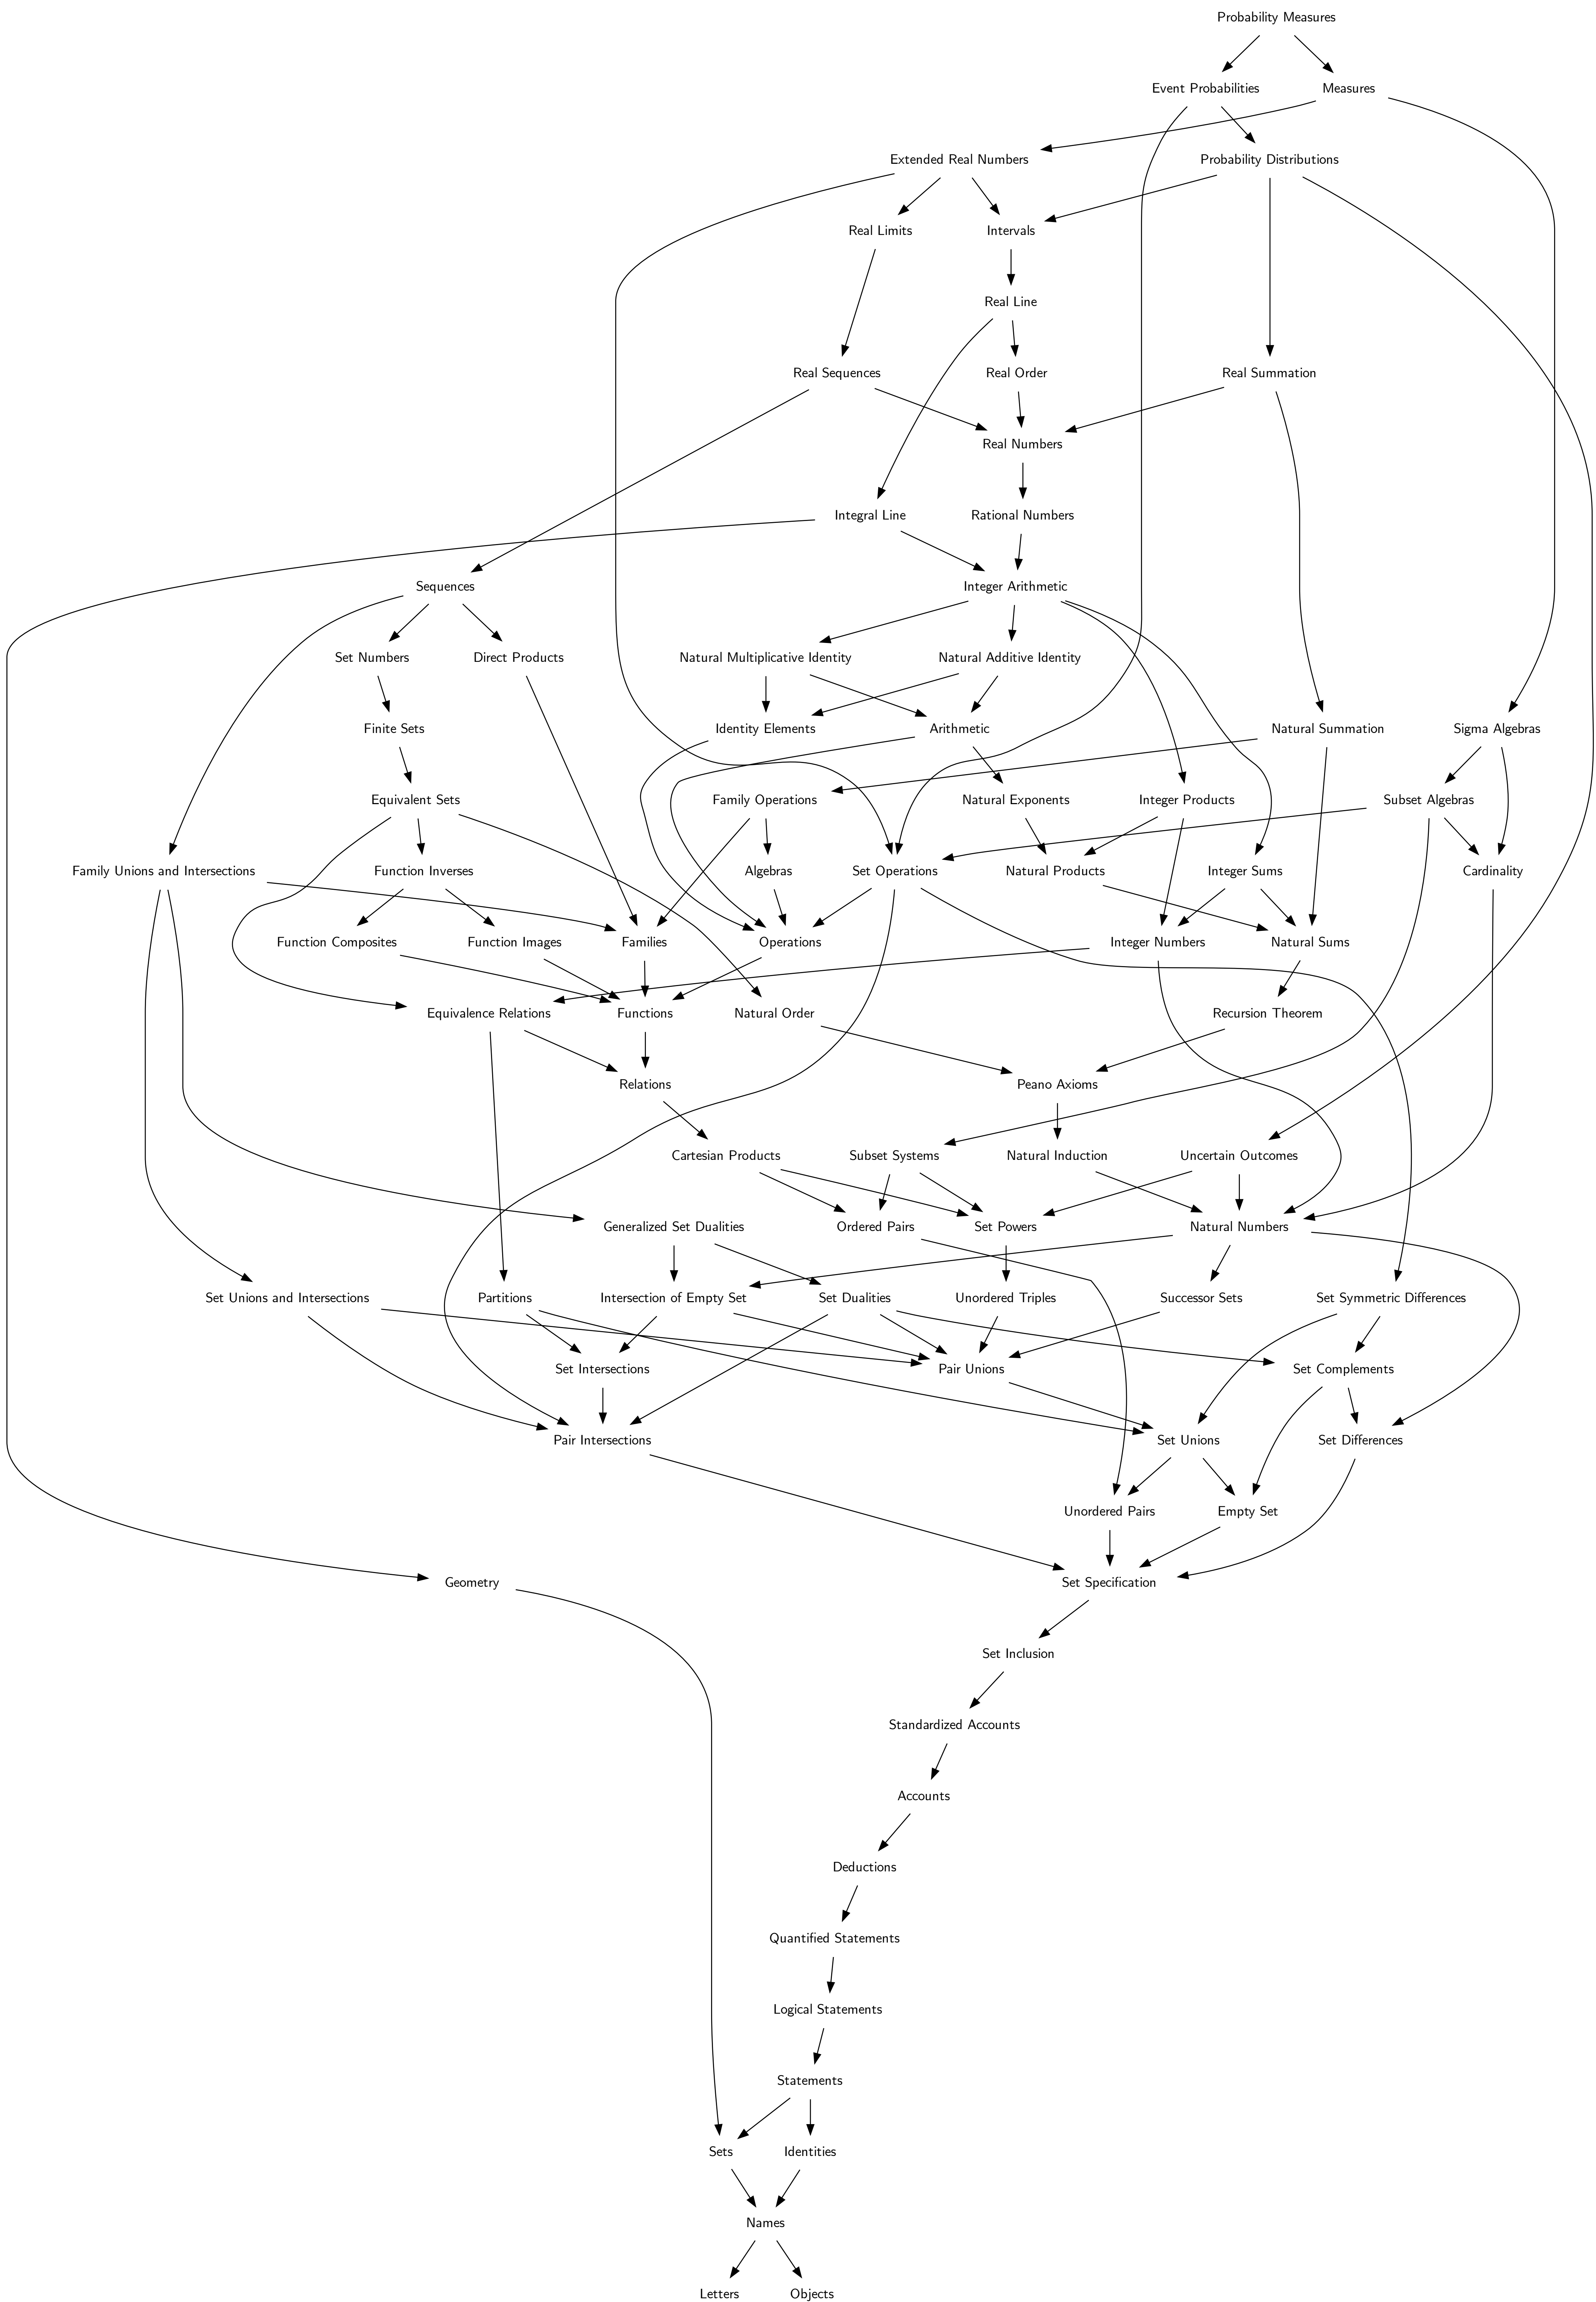 Probability Measures
Event Probabilities
Measures
Extended Real Numbers
Probability Distributions
Real Limits
Intervals
Real Line
Real Sequences
Real Order
Real Summation
Real Numbers
Integral Line
Rational Numbers
Sequences
Integer Arithmetic
Set Numbers
Direct Products
Natural Multiplicative Identity
Natural Additive Identity
Finite Sets
Identity Elements
Arithmetic
Natural Summation
Sigma Algebras
Equivalent Sets
Family Operations
Natural Exponents
Integer Products
Subset Algebras
Family Unions and Intersections
Function Inverses
Algebras
Set Operations
Natural Products
Integer Sums
Cardinality
Function Composites
Function Images
Families
Operations
Integer Numbers
Natural Sums
Equivalence Relations
Functions
Natural Order
Recursion Theorem
Relations
Peano Axioms
Cartesian Products
Subset Systems
Natural Induction
Uncertain Outcomes
Generalized Set Dualities
Ordered Pairs
Set Powers
Natural Numbers
Set Unions and Intersections
Partitions
Intersection of Empty Set
Set Dualities
Unordered Triples
Successor Sets
Set Symmetric Differences
Set Intersections
Pair Unions
Set Complements
Pair Intersections
Set Unions
Set Differences
Unordered Pairs
Empty Set
Geometry
Set Specification
Set Inclusion
Standardized Accounts
Accounts
Deductions
Quantified Statements
Logical Statements
Statements
Sets
Identities
Names
Letters
Objects